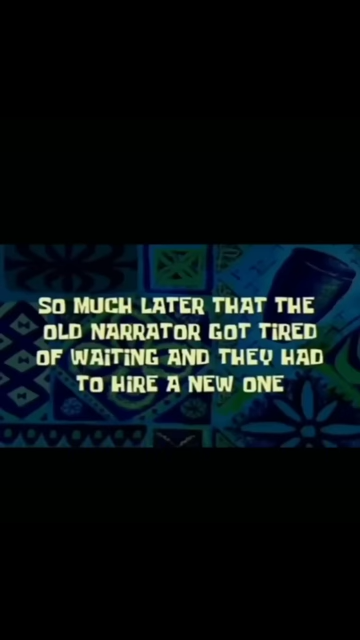 SO MUCH LATER THAT THE
OLD NARRATOR GOT TIRED
OF WAITING AND THEY HAD
TO HIRE A NEW ONE